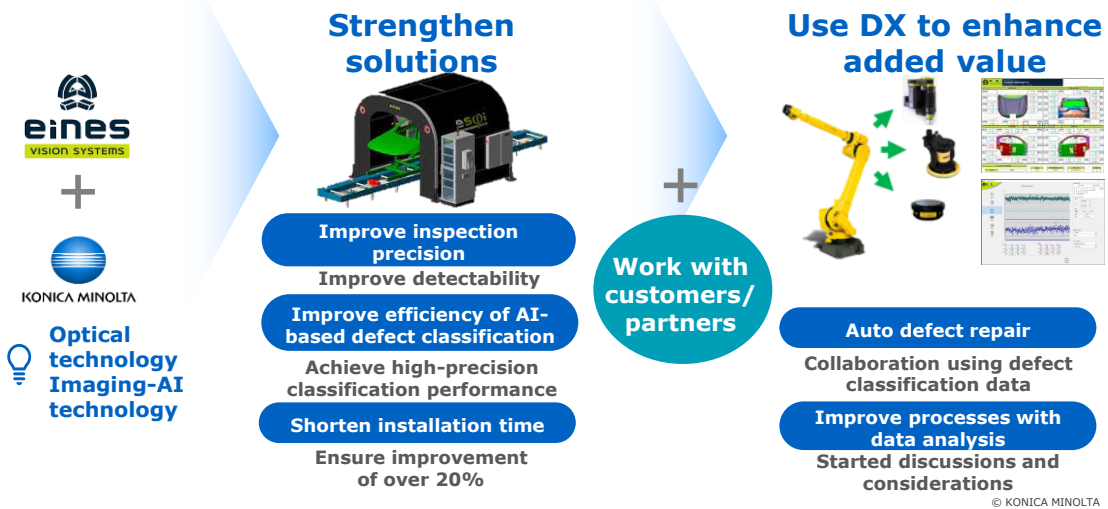 eines
VISION SYSTEMS
+
KONICA MINOLTA
Optical
technology
Imaging-AI
technology
Strengthen
solutions
Improve inspection
precision
Improve detectability
Improve efficiency of AI-
based defect classification
Achieve high-precision
classification performance
Shorten installation time
Ensure improvement
of over 20%
+
Work with
customers/
partners
Use DX to enhance
added value
Auto defect repair
Collaboration using defect
classification data
Improve processes with
data analysis
Started discussions and
considerations
© KONICA MINOLTA